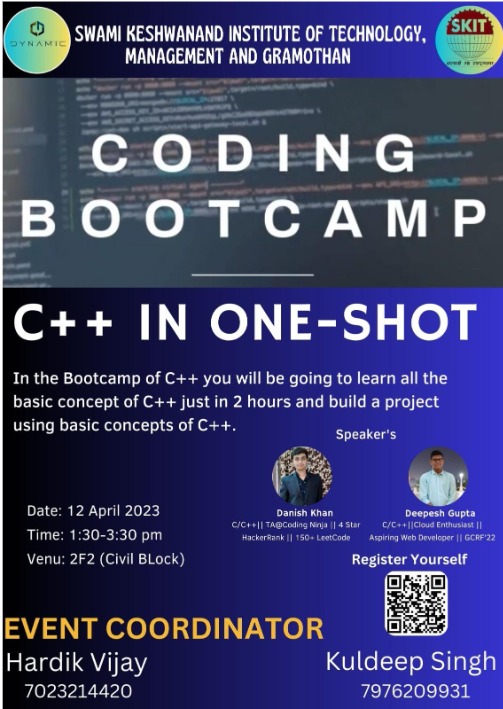 DYNAMIC
SWAMI KESHWANAND INSTITUTE OF TECHNOLOGY,
MANAGEMENT AND GRAMOTHAN
SKIT
CODING
BOOTCAMP
C++ IN ONE-SHOT
In the Bootcamp of C++ you will be going to learn all the
basic concept of C++ just in 2 hours and build a project
using basic concepts of C++.
Speaker's
Danish Khan
C/C++|| TA@Coding Ninja || 4 Star
HackerRank || 150+ LeetCode
Deepesh Gupta
C/C++||Cloud Enthusiast ||
Aspiring Web Developer || GCRF'22
Date: 12 April 2023
Time: 1:30-3:30 pm
Venu: 2F2 (Civil BLock)
Register Yourself
EVENT COORDINATOR
Hardik Vijay
7023214420
Kuldeep Singh
7976209931